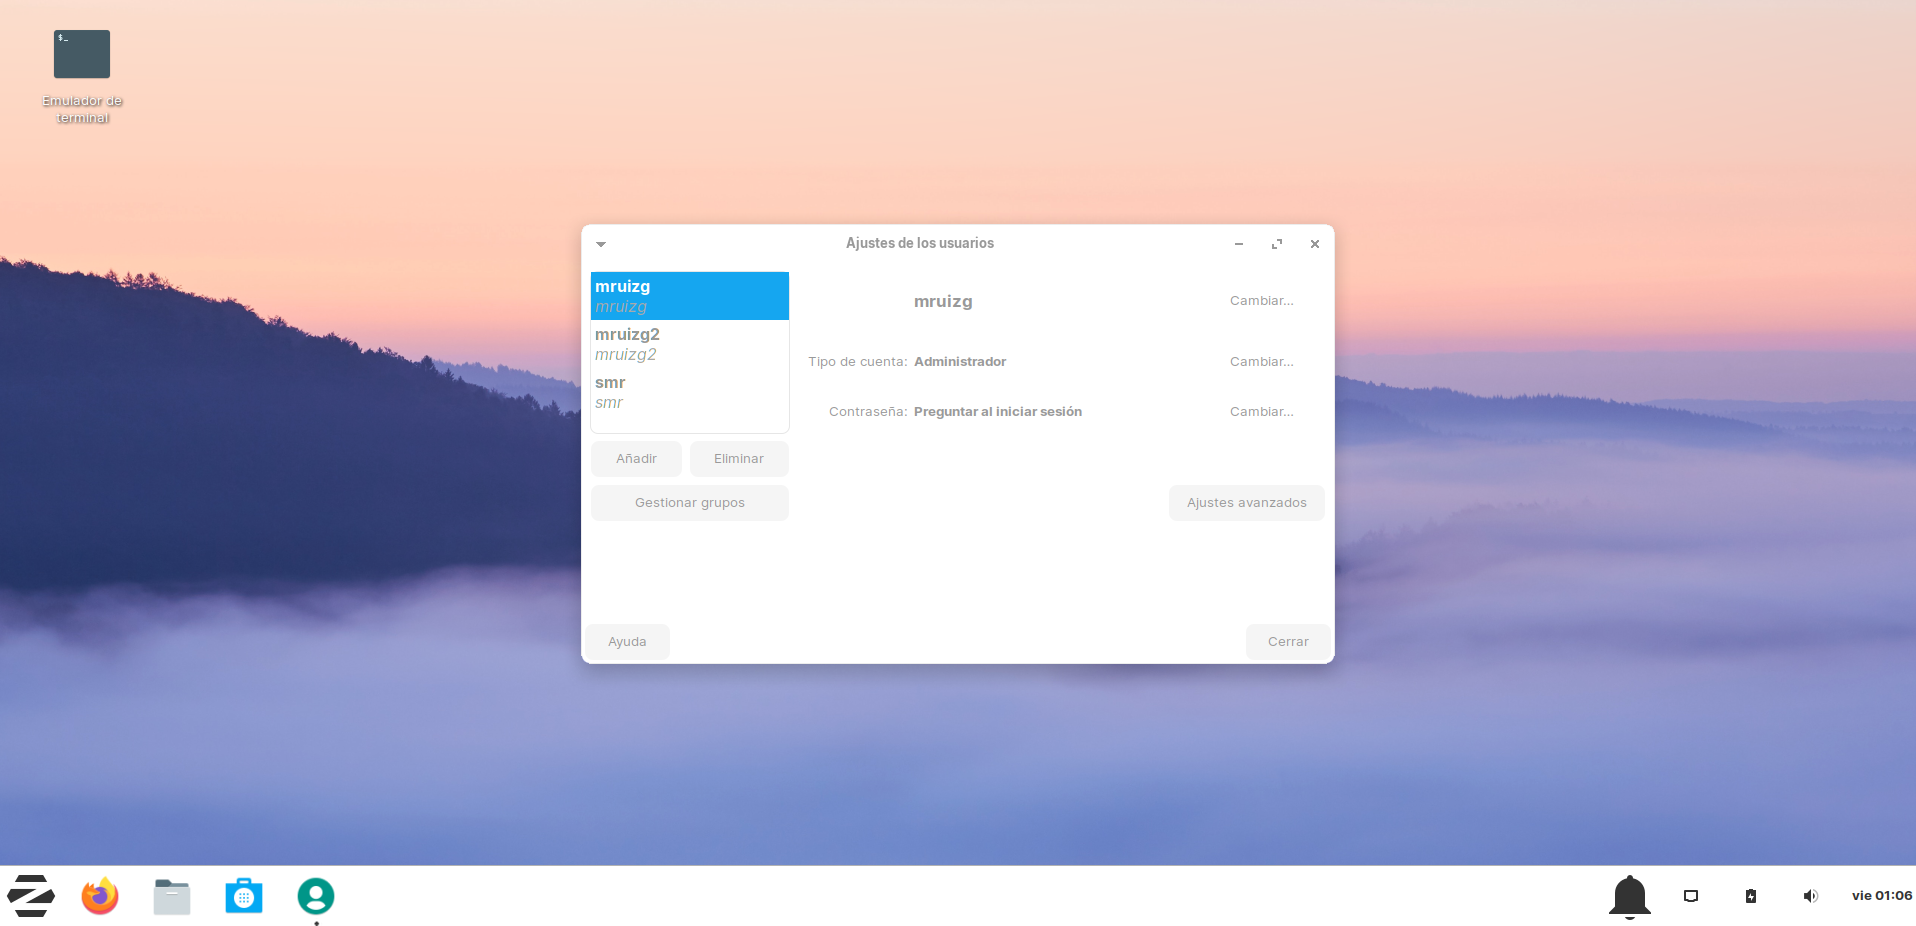 $_
Emulador de
terminal
Ajustes de los usuarios
mruizg
mruizg
mruizg2
mruizg2
smr
smr
Añadir
Eliminar
Gestionar grupos
mruizg
Cambiar...
Tipo de cuenta: Administrador
Cambiar...
Contraseña: Preguntar al iniciar sesión
Cambiar...
Ajustes avanzados
Ayuda
Cerrar
vie 01:06